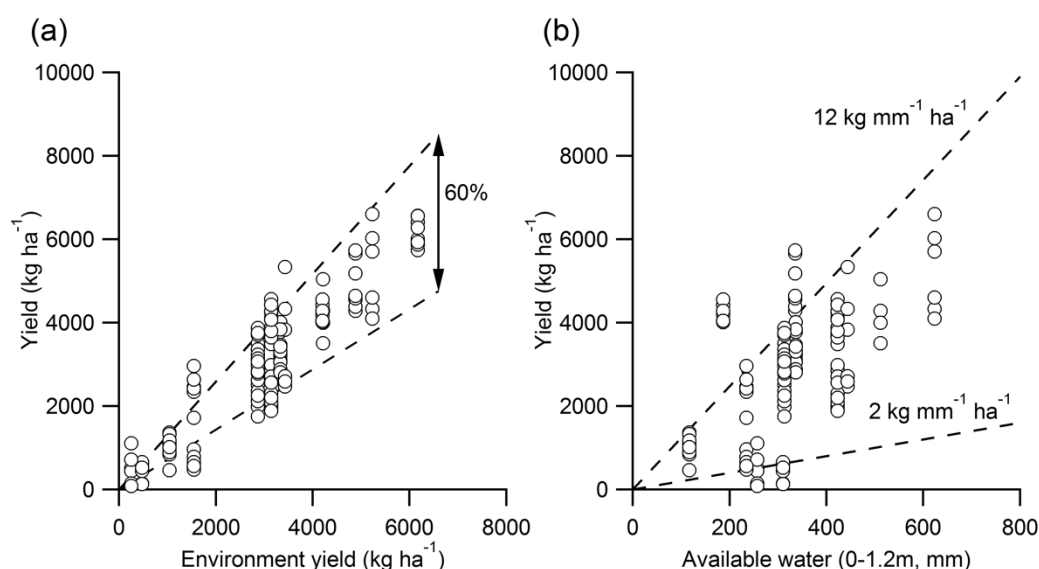 (a)
10000
8000
6000
4000
2000
0
Yield (kg ha⁻¹)
60%
0 2000 4000 6000 8000
Environment yield (kg ha⁻¹)
(b)
10000
8000
6000
4000
2000
0
Yield (kg ha⁻¹)
12 kg mm⁻¹ ha⁻¹
2 kg mm⁻¹ ha⁻¹
0 200 400 600 800
Available water (0-1.2m, mm)